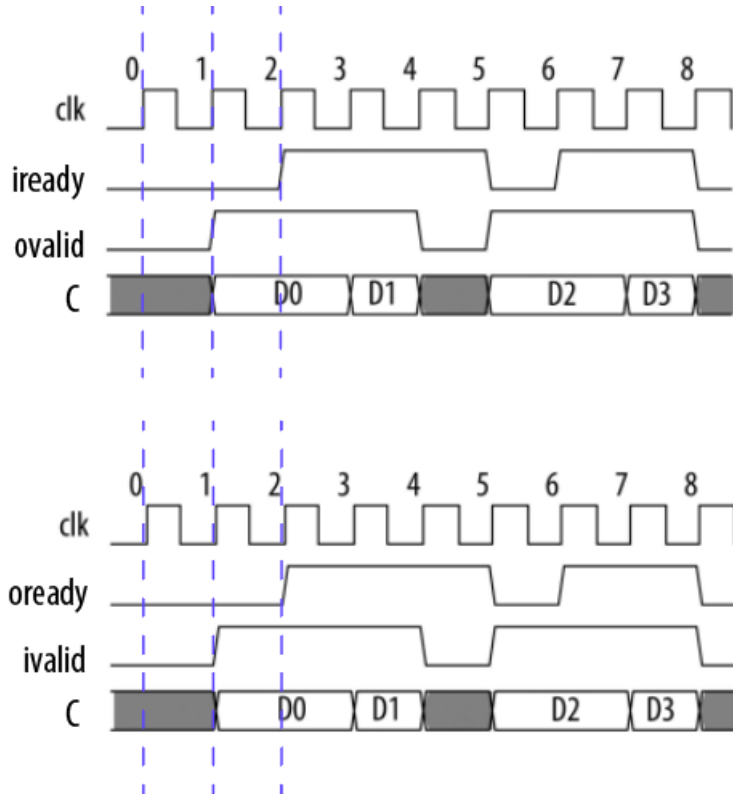 0 1 2 3 4 5 6 7 8
clk
iready
ovalid
C D0 D1 D2 D3
0 1 2 3 4 5 6 7 8
clk
oready
ivalid
C D0 D1 D2 D3